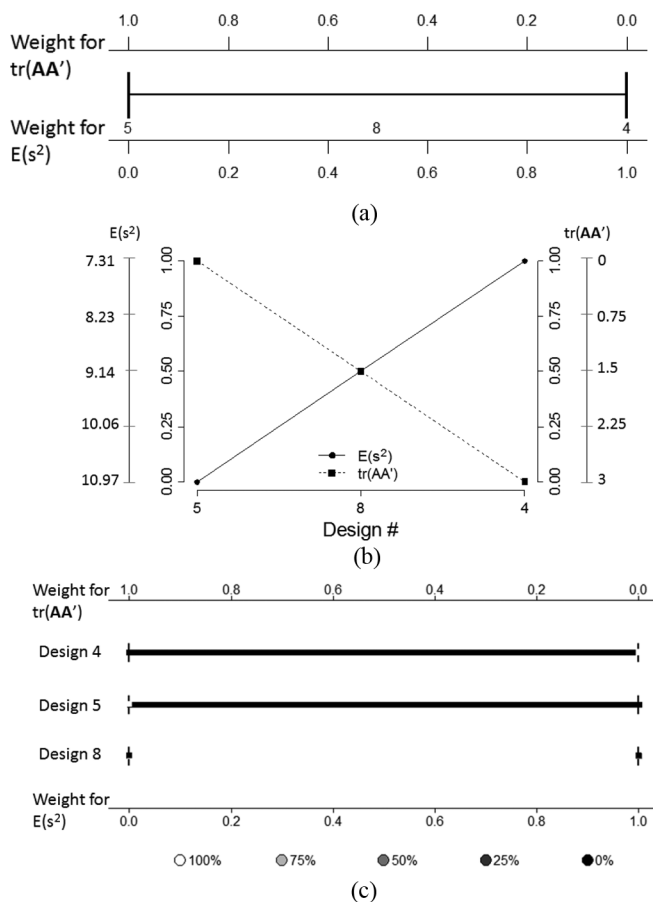 1.0 0.8 0.6 0.4 0.2 0.0
Weight for
tr(AA')
5 8 4
Weight for
E(s²)
0.0 0.2 0.4 0.6 0.8 1.0
(a)
E(s²) tr(AA')
7.31 1.00 1.00 0
8.23 0.75 0.75 0.75
9.14 0.50 0.50 1.5
10.06 0.25 0.25 2.25
10.97 0.00 0.00 3
E(s²)
tr(AA')
5 8 4
Design #
(b)
Weight for
tr(AA')
1.0 0.8 0.6 0.4 0.2 0.0
Design 4
Design 5
Design 8
Weight for
E(s²)
0.0 0.2 0.4 0.6 0.8 1.0
100% 75% 50% 25% 0%
(c)